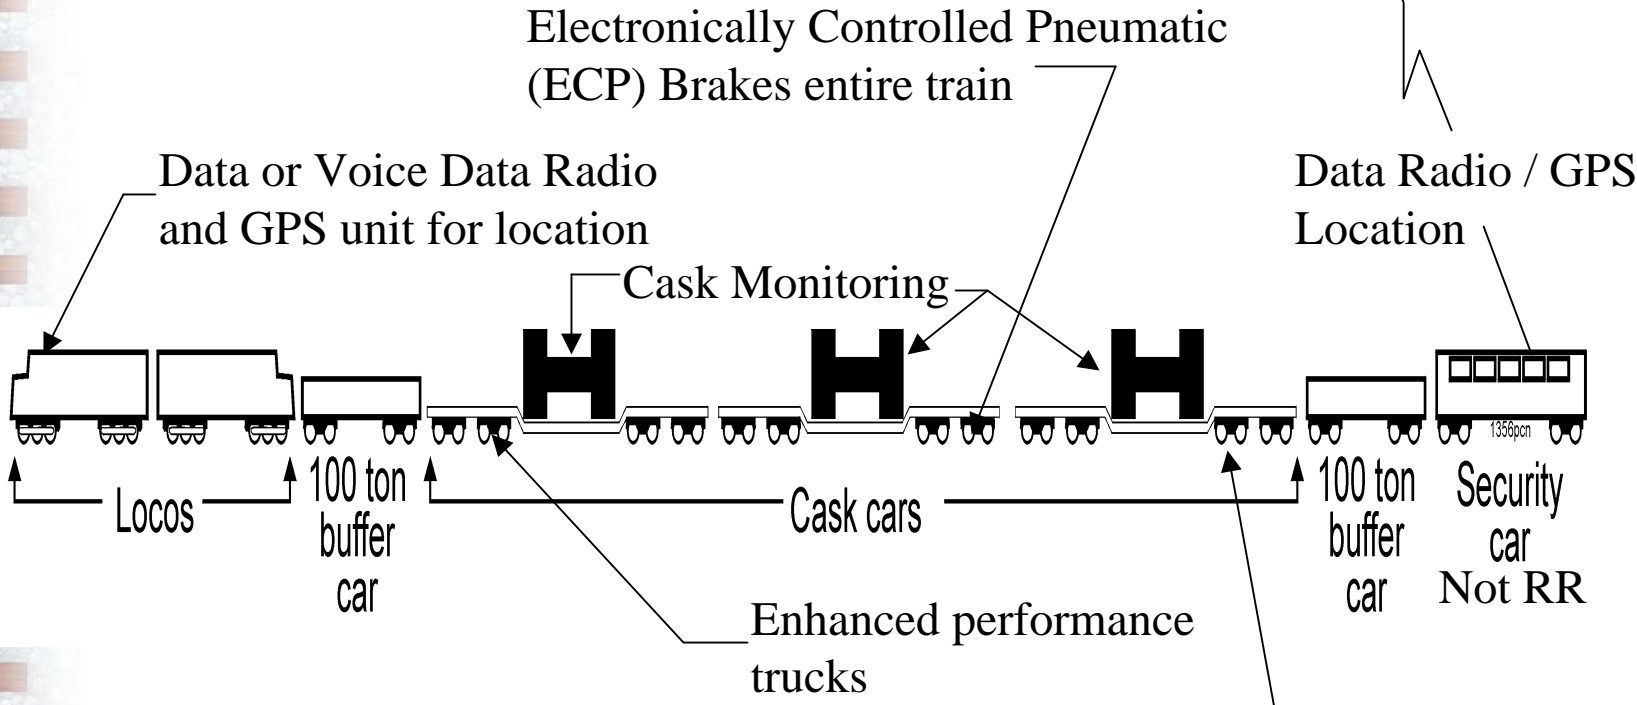 Electronically Controlled Pneumatic
(ECP) Brakes entire train
Data or Voice Data Radio
and GPS unit for location
Data Radio / GPS
Location
Cask Monitoring
1356pcn
Locos
100 ton
buffer
car
Cask cars
100 ton
buffer
car
Security
car
Not RR
Enhanced performance
trucks